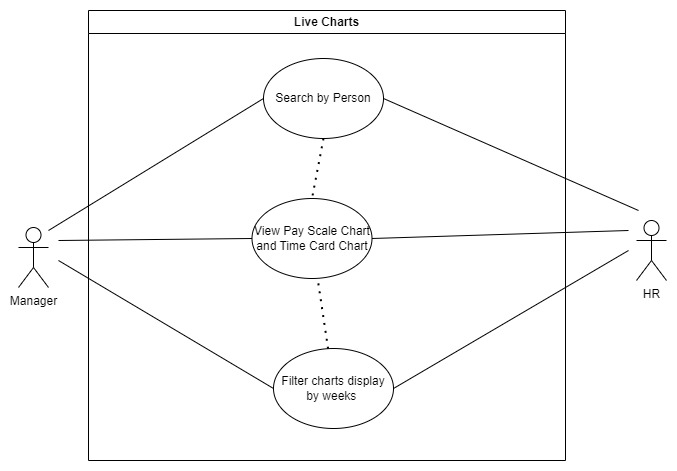 Live Charts
Search by Person
View Pay Scale Chart
and Time Card Chart
Manager
HR
Filter charts display
by weeks